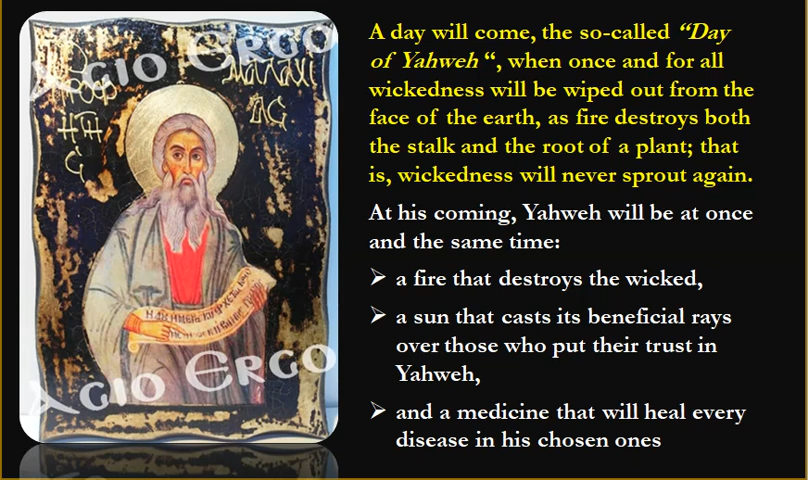 AGIO ERGO
ΠΡΟΦ
ΗΤΗ
C
ΜΑΛΑΧΙ
ΑC
AGIO ERGO
A day will come, the so-called “Day
of Yahweh “, when once and for all
wickedness will be wiped out from the
face of the earth, as fire destroys both
the stalk and the root of a plant; that
is, wickedness will never sprout again.
At his coming, Yahweh will be at once
and the same time:
➢ a fire that destroys the wicked,
➢ a sun that casts its beneficial rays
over those who put their trust in
Yahweh,
➢ and a medicine that will heal every
disease in his chosen ones